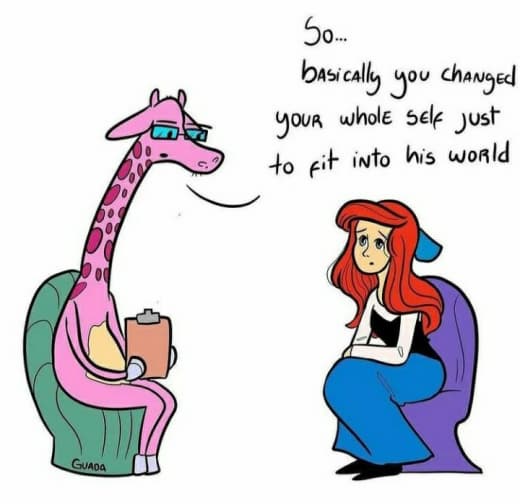 So...
basically you changed
your whole self just
to fit into his world
GUADA